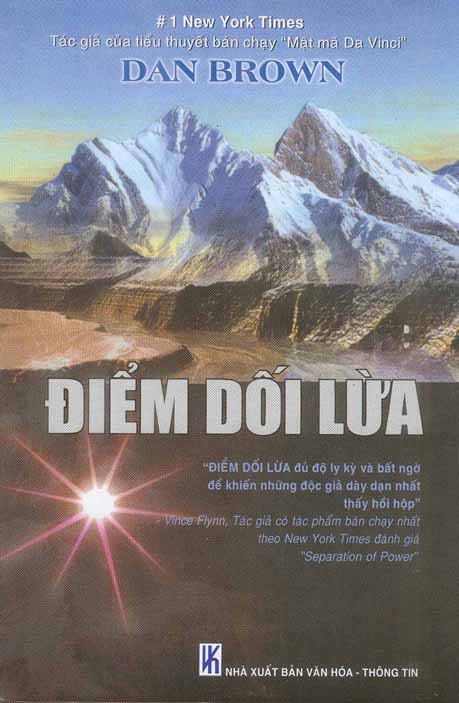 # 1 New York Times
Tác giả của tiểu thuyết bán chạy "Mật mã Da Vinci"
DAN BROWN
ĐIỂM DỐI LỪA
"ĐIỂM DỐI LỪA đủ độ ly kỳ và bất ngờ
để khiến những độc giả dày dạn nhất
thấy hồi hộp"
- Vince Flynn, Tác giả có tác phẩm bán chạy nhất
theo New York Times đánh giá
"Separation of Power"
NHÀ XUẤT BẢN VĂN HÓA - THÔNG TIN